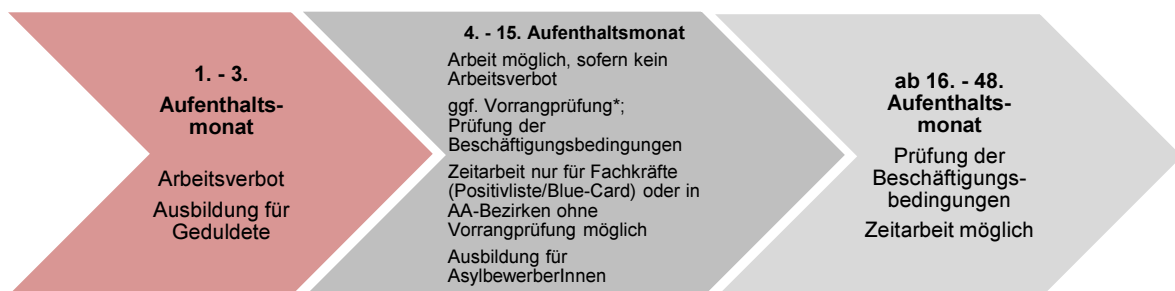 1. - 3.
Aufenthalts-
monat
Arbeitsverbot
Ausbildung für
Geduldete
4. - 15. Aufenthaltsmonat
Arbeit möglich, sofern kein
Arbeitsverbot
ggf. Vorrangprüfung*;
Prüfung der
Beschäftigungsbedingungen
Zeitarbeit nur für Fachkräfte
(Positivliste/Blue-Card) oder in
AA-Bezirken ohne
Vorrangprüfung möglich
Ausbildung für
AsylbewerberInnen
ab 16. - 48.
Aufenthalts-
monat
Prüfung der
Beschäftigungs-
bedingungen
Zeitarbeit möglich